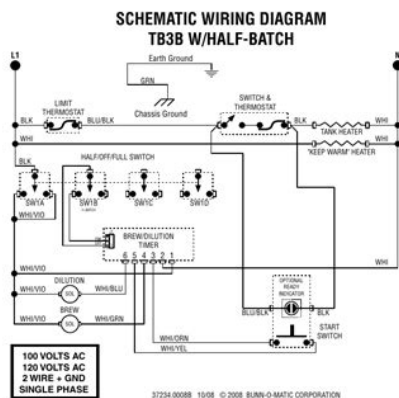 SCHEMATIC WIRING DIAGRAM
TB3B W/HALF-BATCH
L1
Earth Ground
N
GRN
LIMIT
THERMOSTAT
Chassis Ground
SWITCH &
THERMOSTAT
BLK
BLU/BLK
BLK
WHI
TANK HEATER
WHI
WHI
"KEEP WARM" HEATER
BLK
HALF/OFF/FULL SWITCH
SW1A
SW1B
SW1C
SW1D
WHI/VIO
BREW/DILUTION
TIMER
6 5 4 3 2 1
WHI/VIO
WHI
DILUTION
WHI/VIO
SOL
WHI/BLU
OPTIONAL
READY
INDICATOR
BREW
BLU/BLK
BLK
WHI/VIO
SOL
WHI/GRN
START
SWITCH
WHI/ORN
WHI/YEL
100 VOLTS AC
120 VOLTS AC
2 WIRE + GND
SINGLE PHASE
37234.0008B 10/08 © 2008 BUNN-O-MATIC CORPORATION